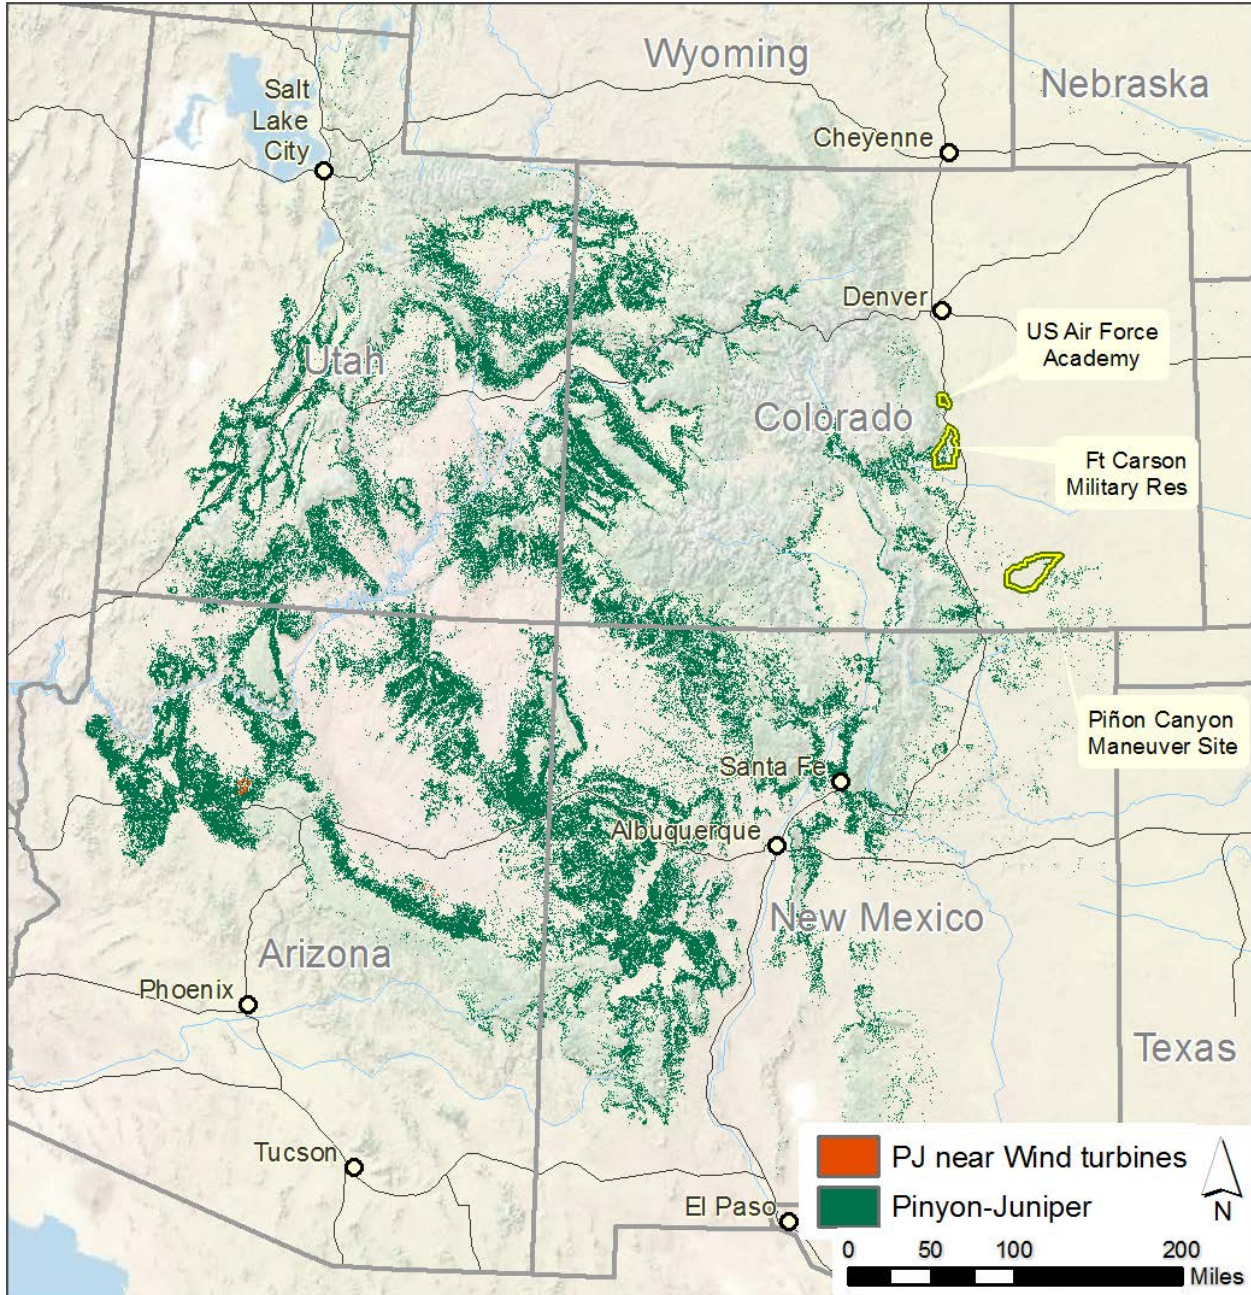 Wyoming
Nebraska
Salt
Lake
City
Cheyenne
Denver
US Air Force
Academy
Utah
Colorado
Ft Carson
Military Res
Piñon Canyon
Maneuver Site
Santa Fe
Albuquerque
New Mexico
Arizona
Phoenix
Texas
Tucson
El Paso
PJ near Wind turbines
Pinyon-Juniper
N
0 50 100 200
Miles